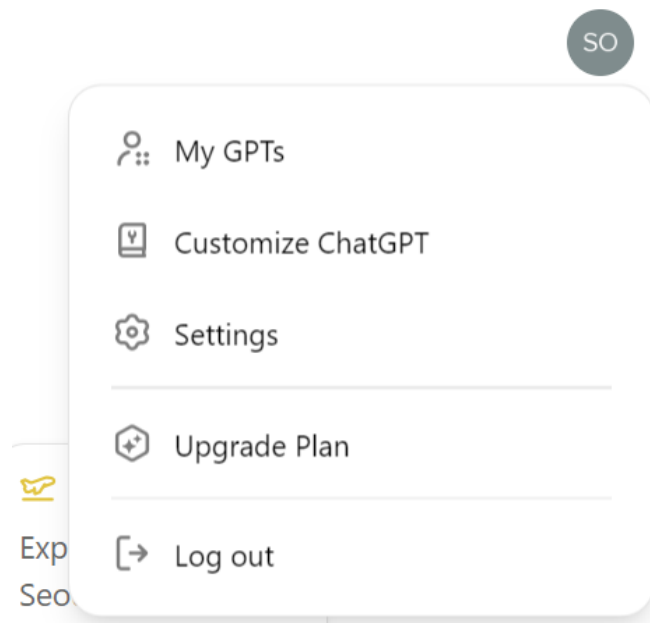 SO
My GPTs
Customize ChatGPT
Settings
Upgrade Plan
Log out
Exp
Seo